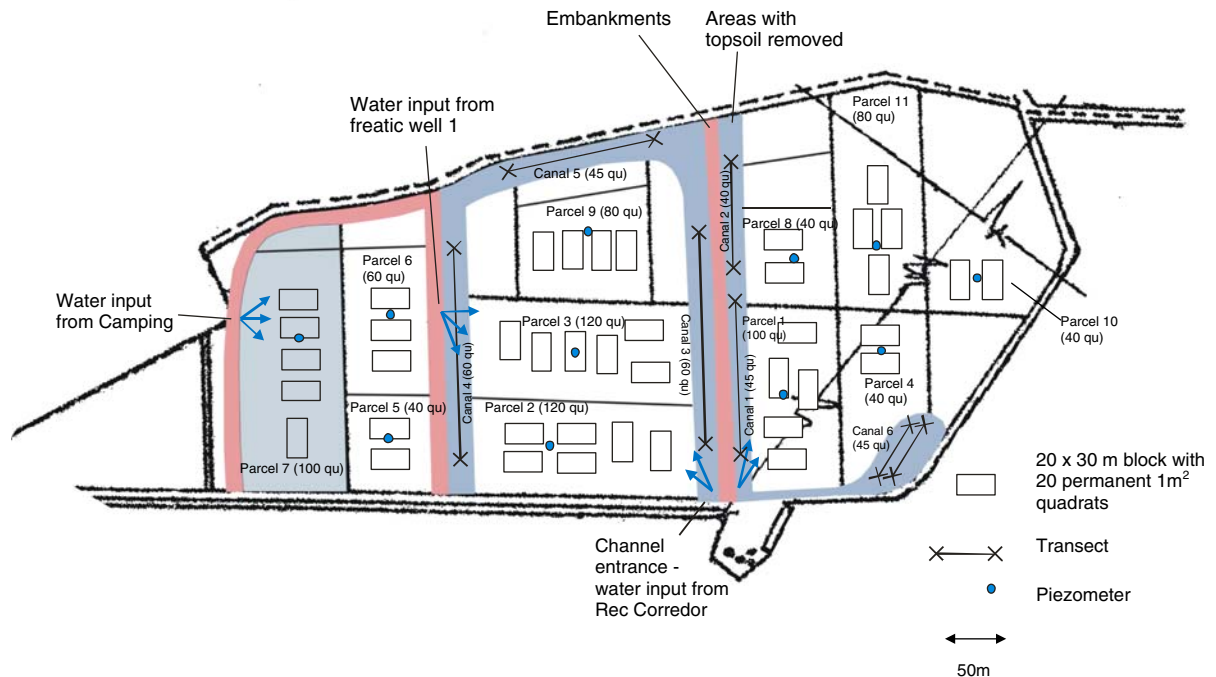 Embankments
Areas with
topsoil removed
Water input from
freatic well 1
Parcel 11
(80 qu)
Canal 5 (45 qu)
Canal 2 (40 qu)
Parcel 9 (80 qu)
Parcel 8 (40 qu)
Parcel 6
(60 qu)
Water input
from Camping
Parcel 3 (120 qu)
Parcel 1
(100 qu)
Parcel 10
(40 qu)
Canal 4 (60 qu)
Canal 3 (60 qu)
Canal 1 (45 qu)
Parcel 4
(40 qu)
Parcel 5 (40 qu)
Parcel 2 (120 qu)
Canal 6
(45 qu)
Parcel 7 (100 qu)
20 x 30 m block with
20 permanent 1m²
quadrats
Channel
entrance -
water input from
Rec Corredor
Transect
Piezometer
50m